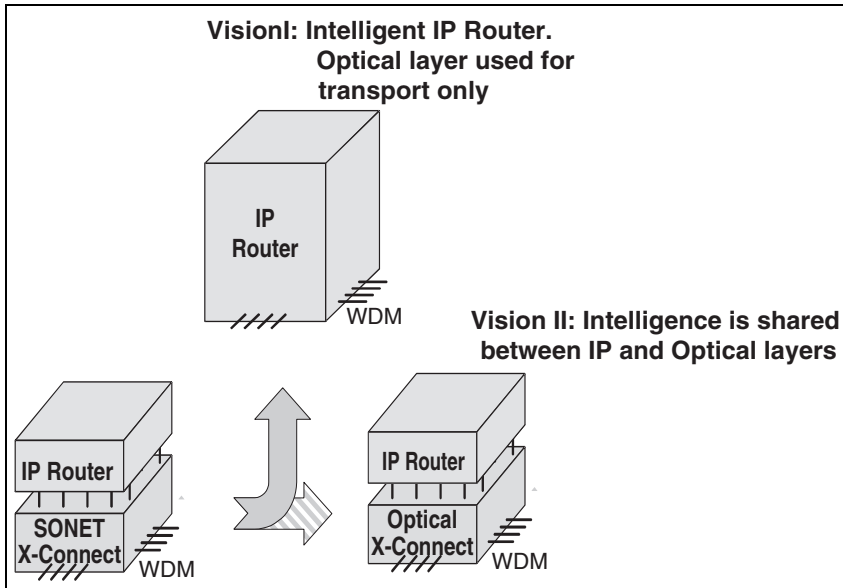 VisionI: Intelligent IP Router.
Optical layer used for
transport only
IP
Router
WDM
Vision II: Intelligence is shared
between IP and Optical layers
IP Router
SONET
X-Connect
WDM
IP Router
Optical
X-Connect
WDM